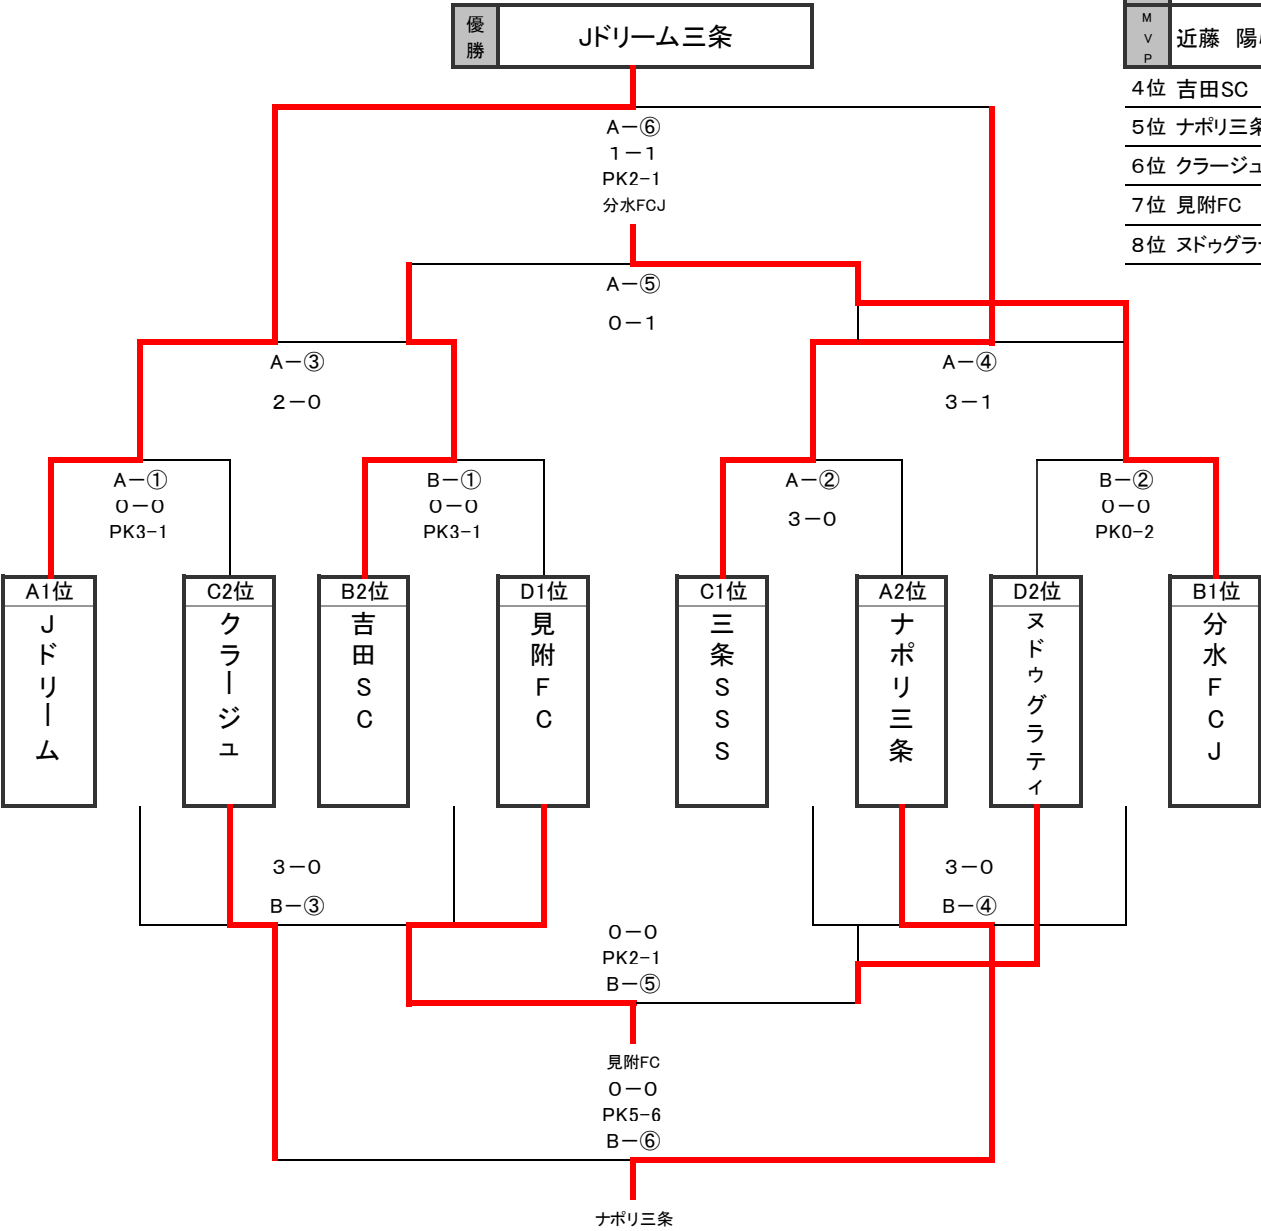 優勝
Jドリーム三条
MVP
近藤 陽
4位 吉田SC
5位 ナポリ三条
6位 クラージュ
7位 見附FC
8位 ヌドゥグラ
A－⑥
1－1
PK2-1
分水FCJ
A－⑤
0－1
A－③
2－0
A－④
3－1
A－①
0－0
PK3-1
B－①
0－0
PK3-1
A－②
3－0
B－②
0－0
PK0-2
A1位
Jドリーム
C2位
クラージュ
B2位
吉田SC
D1位
見附FC
C1位
三条SSS
A2位
ナポリ三条
D2位
ヌドゥグラティ
B1位
分水FCJ
3－0
B－③
3－0
B－④
0－0
PK2-1
B－⑤
見附FC
0－0
PK5-6
B－⑥
ナポリ三条